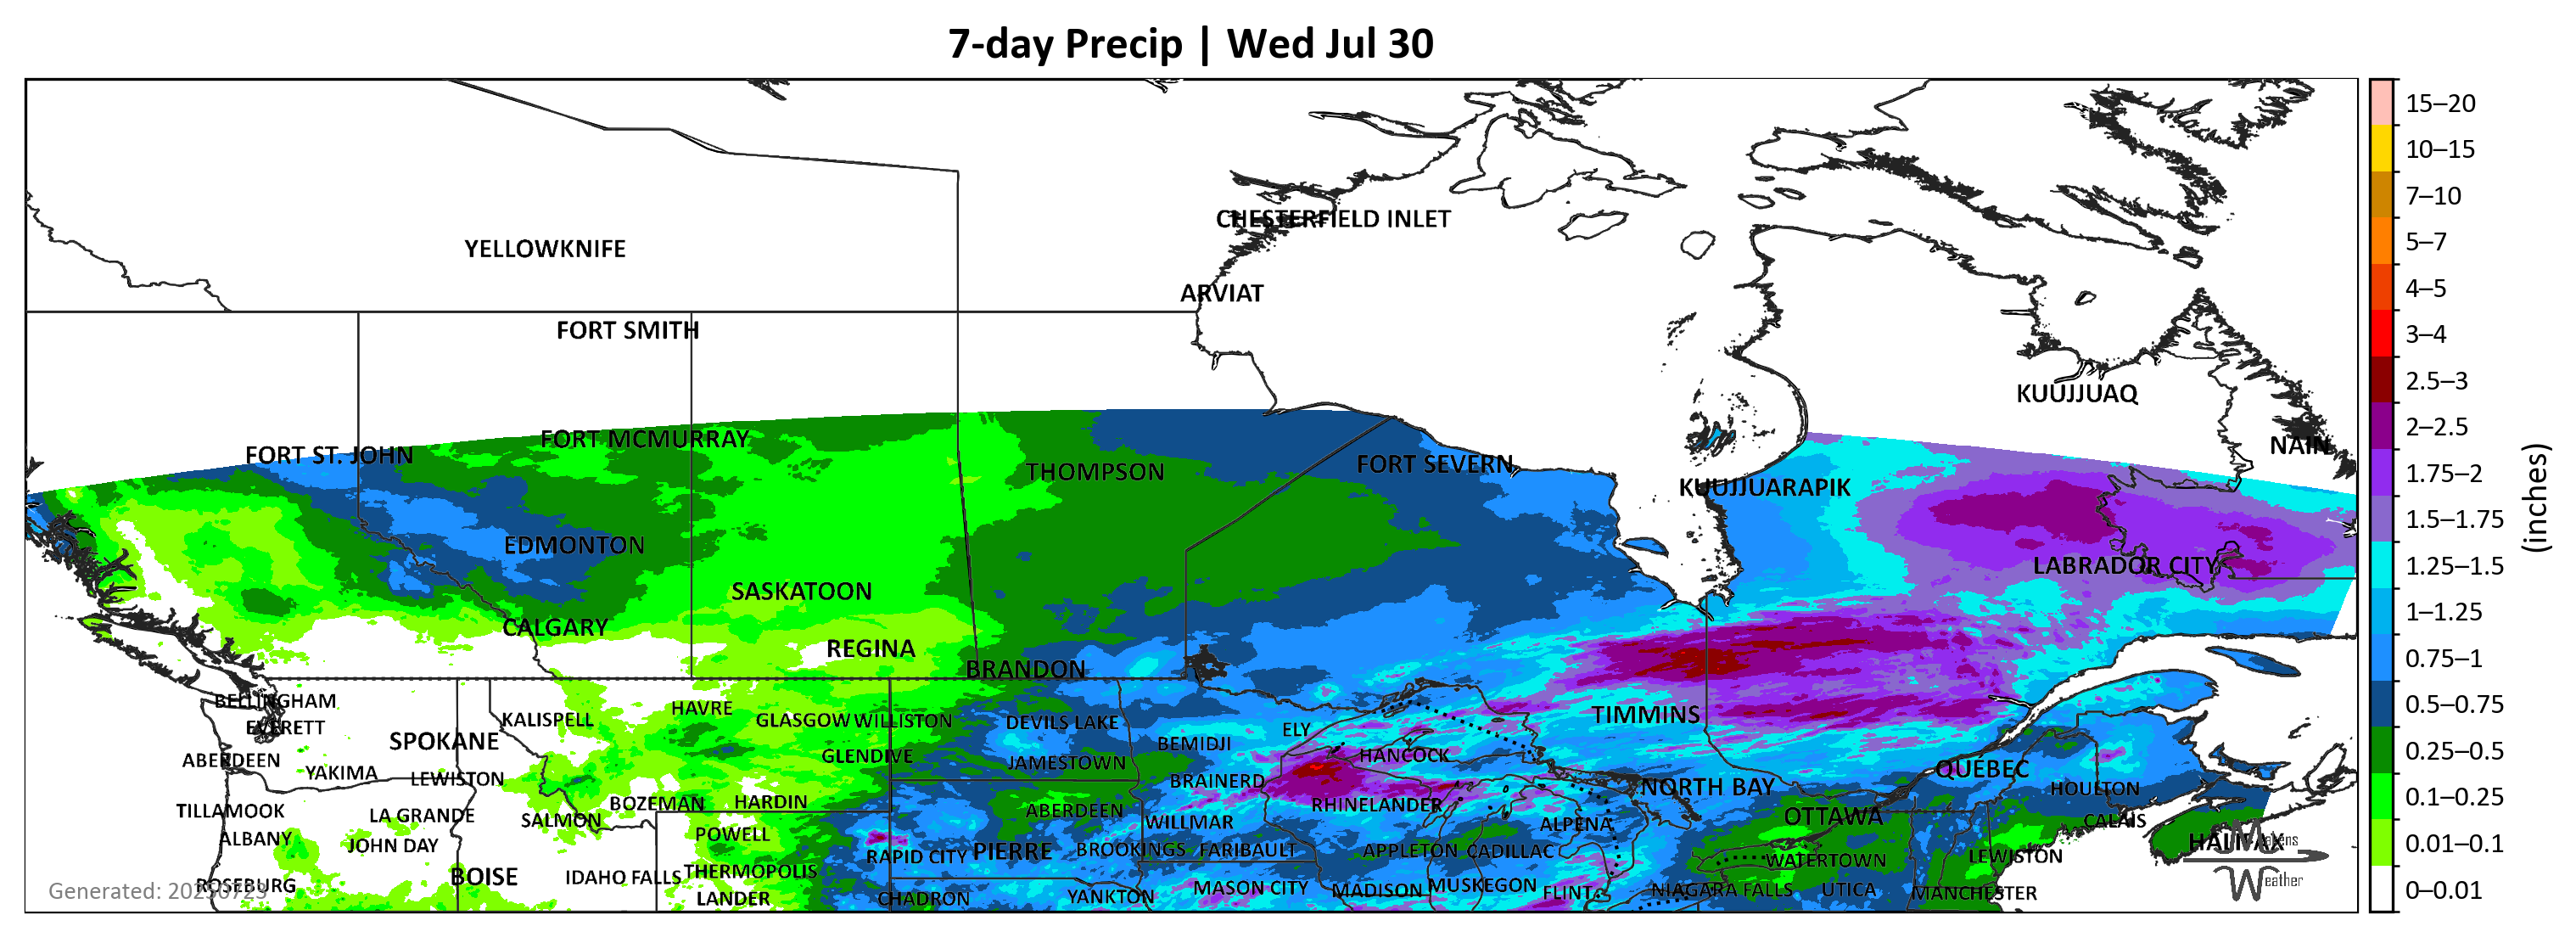 7-day Precip | Wed Jul 30
CHESTERFIELD INLET
YELLOWKNIFE
ARVIAT
FORT SMITH
KUUJJUAQ
FORT MCMURRAY
NAIN
FORT ST. JOHN
THOMPSON
FORT SEVERN
KUUJJUARAPIK
EDMONTON
LABRADOR CITY
SASKATOON
CALGARY
REGINA
BRANDON
BELLINGHAM
HAVRE
KALISPELL
GLASGOW
WILLISTON
DEVILS LAKE
TIMMINS
EVERETT
ELY
SPOKANE
BEMIDJI
GLENDIVE
HANCOCK
ABERDEEN
JAMESTOWN
QUÉBEC
YAKIMA
LEWISTON
BRAINERD
NORTH BAY
HOULTON
BOZEMAN
HARDIN
RHINELANDER
TILLAMOOK
LA GRANDE
SALMON
ABERDEEN
WILLMAR
ALPENA
OTTAWA
CALAIS
ALBANY
POWELL
JOHN DAY
HALIFAX
RAPID CITY
PIERRE
BROOKINGS
FARIBAULT
APPLETON
CADILLAC
WATERTOWN
LEWISTON
BOISE
IDAHO FALLS
THERMOPOLIS
ROSEBURG
MASON CITY
MADISON
MUSKEGON
FLINT
NIAGARA FALLS
UTICA
MANCHESTER
LANDER
CHADRON
YANKTON
Generated: 20250723
Weather
15–20
10–15
7–10
5–7
4–5
3–4
2.5–3
2–2.5
1.75–2
1.5–1.75
1.25–1.5
1–1.25
0.75–1
0.5–0.75
0.25–0.5
0.1–0.25
0.01–0.1
0–0.01
(inches)